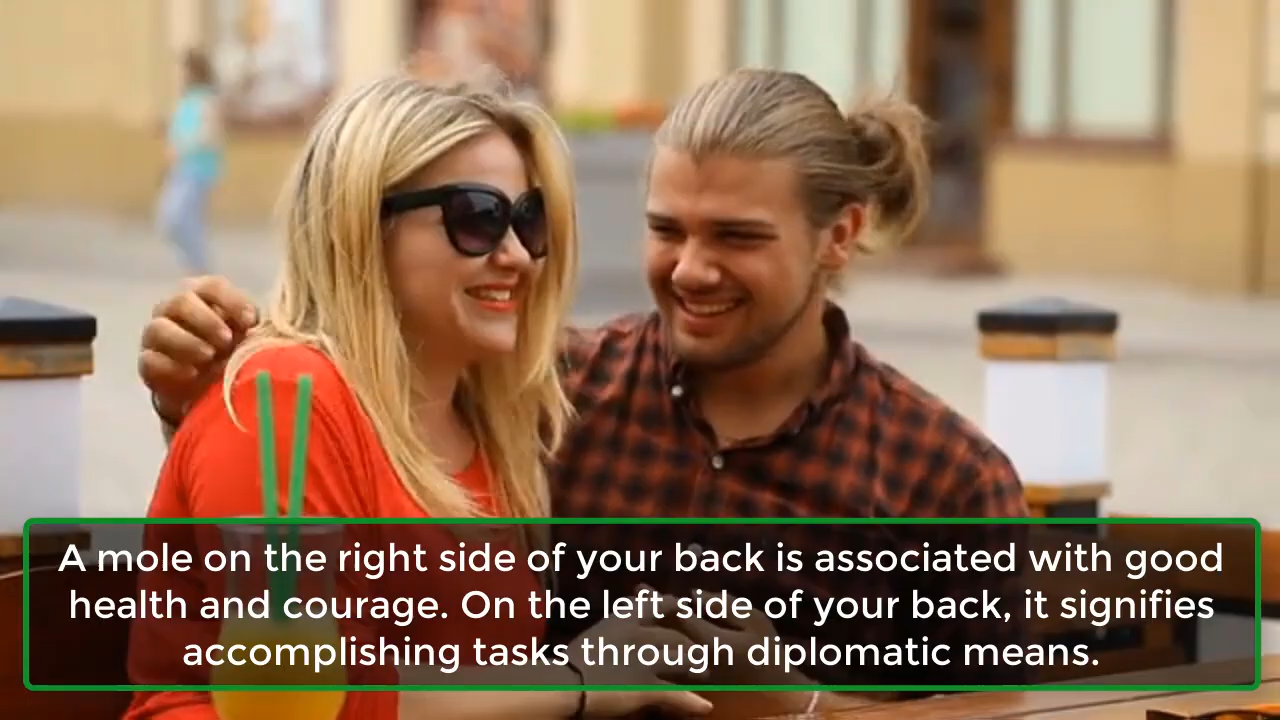 A mole on the right side of your back is associated with good
health and courage. On the left side of your back, it signifies
accomplishing tasks through diplomatic means.